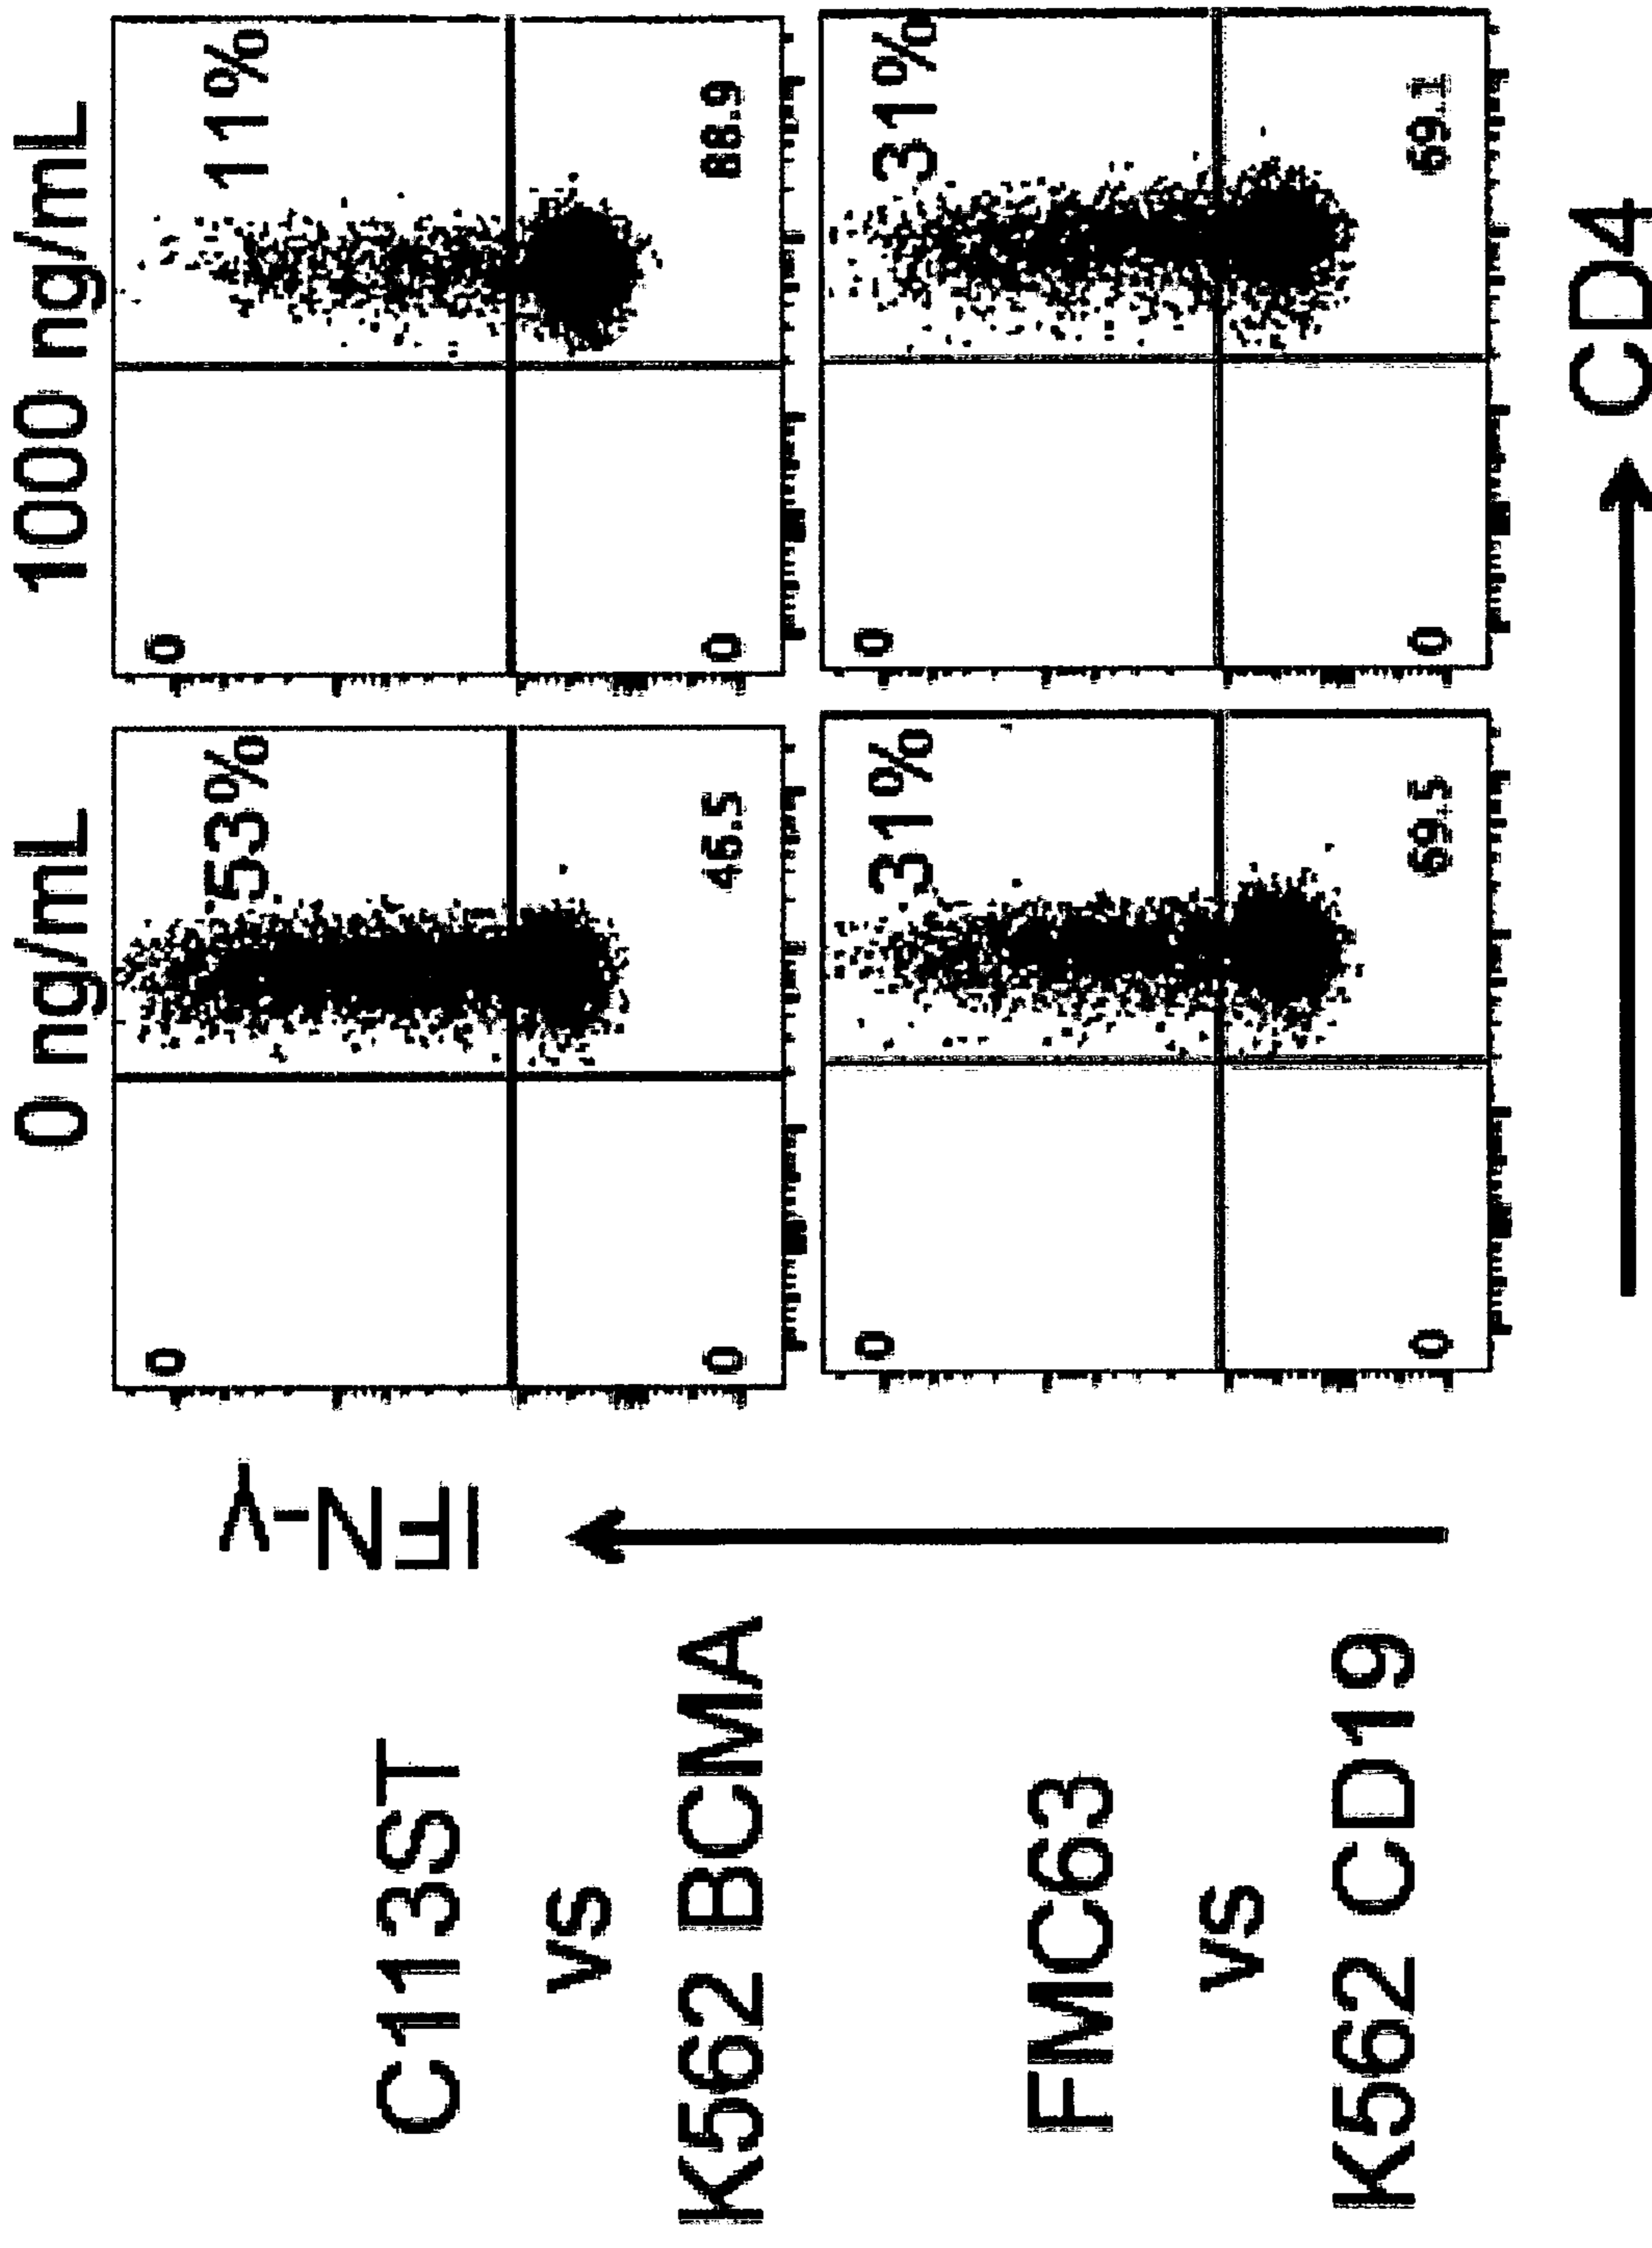 0 ng/mL 1000 ng/mL
C113ST
vs
K562 BCMA
IFN-γ
0 53%
0 45.5
0 11%
0 88.9
FMC63
vs
K562 CD19
0 31%
0 69.5
0 31%
0 69.1
CD4